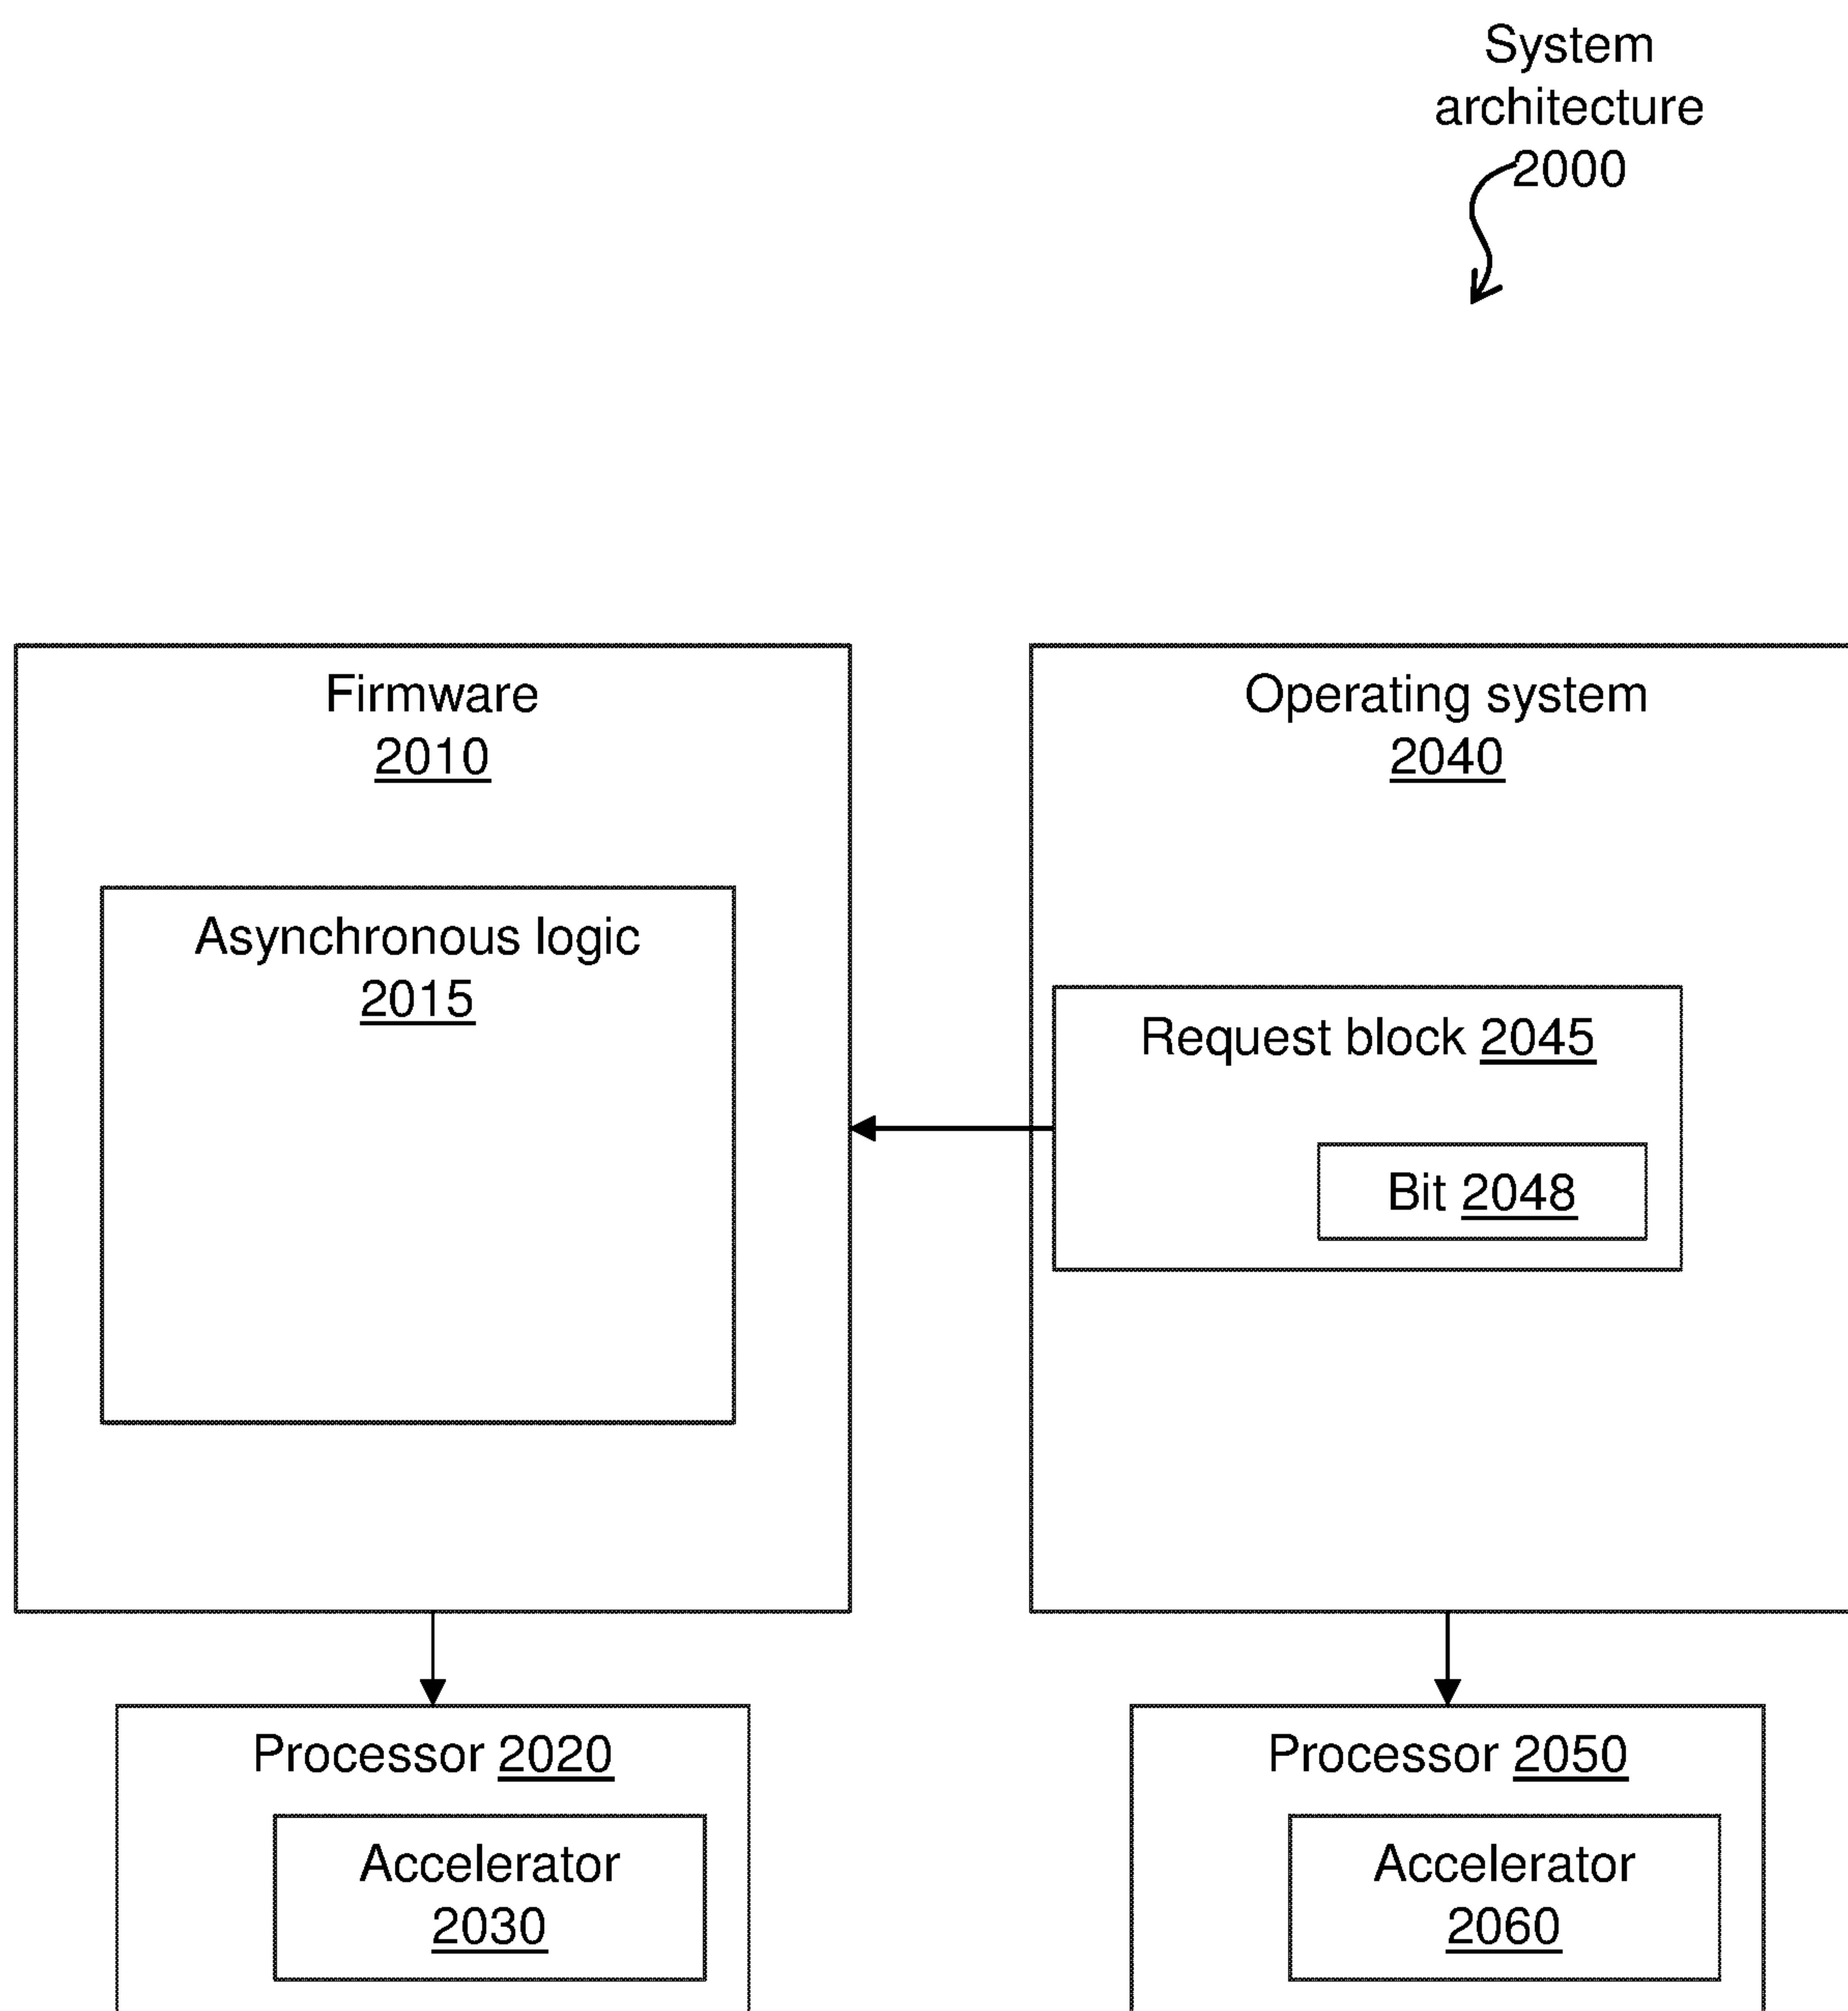 System
architecture
2000
Firmware
2010
Operating system
2040
Asynchronous logic
2015
Request block 2045
Bit 2048
Processor 2020
Accelerator
2030
Processor 2050
Accelerator
2060